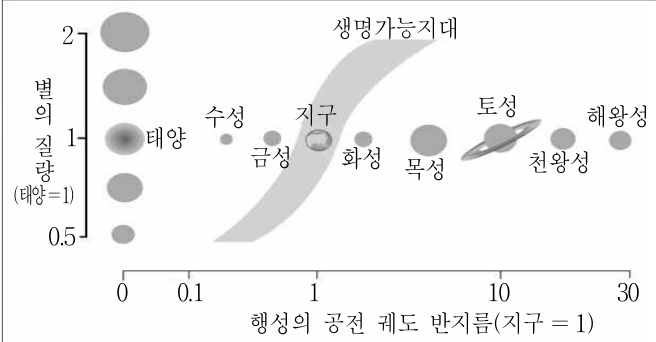 생명가능지대
2
별의 질량
(태양=1)
1
0.5
태양
수성
금성
지구
화성
목성
토성
천왕성
해왕성
0 0.1 1 10 30
행성의 공전 궤도 반지름(지구 = 1)